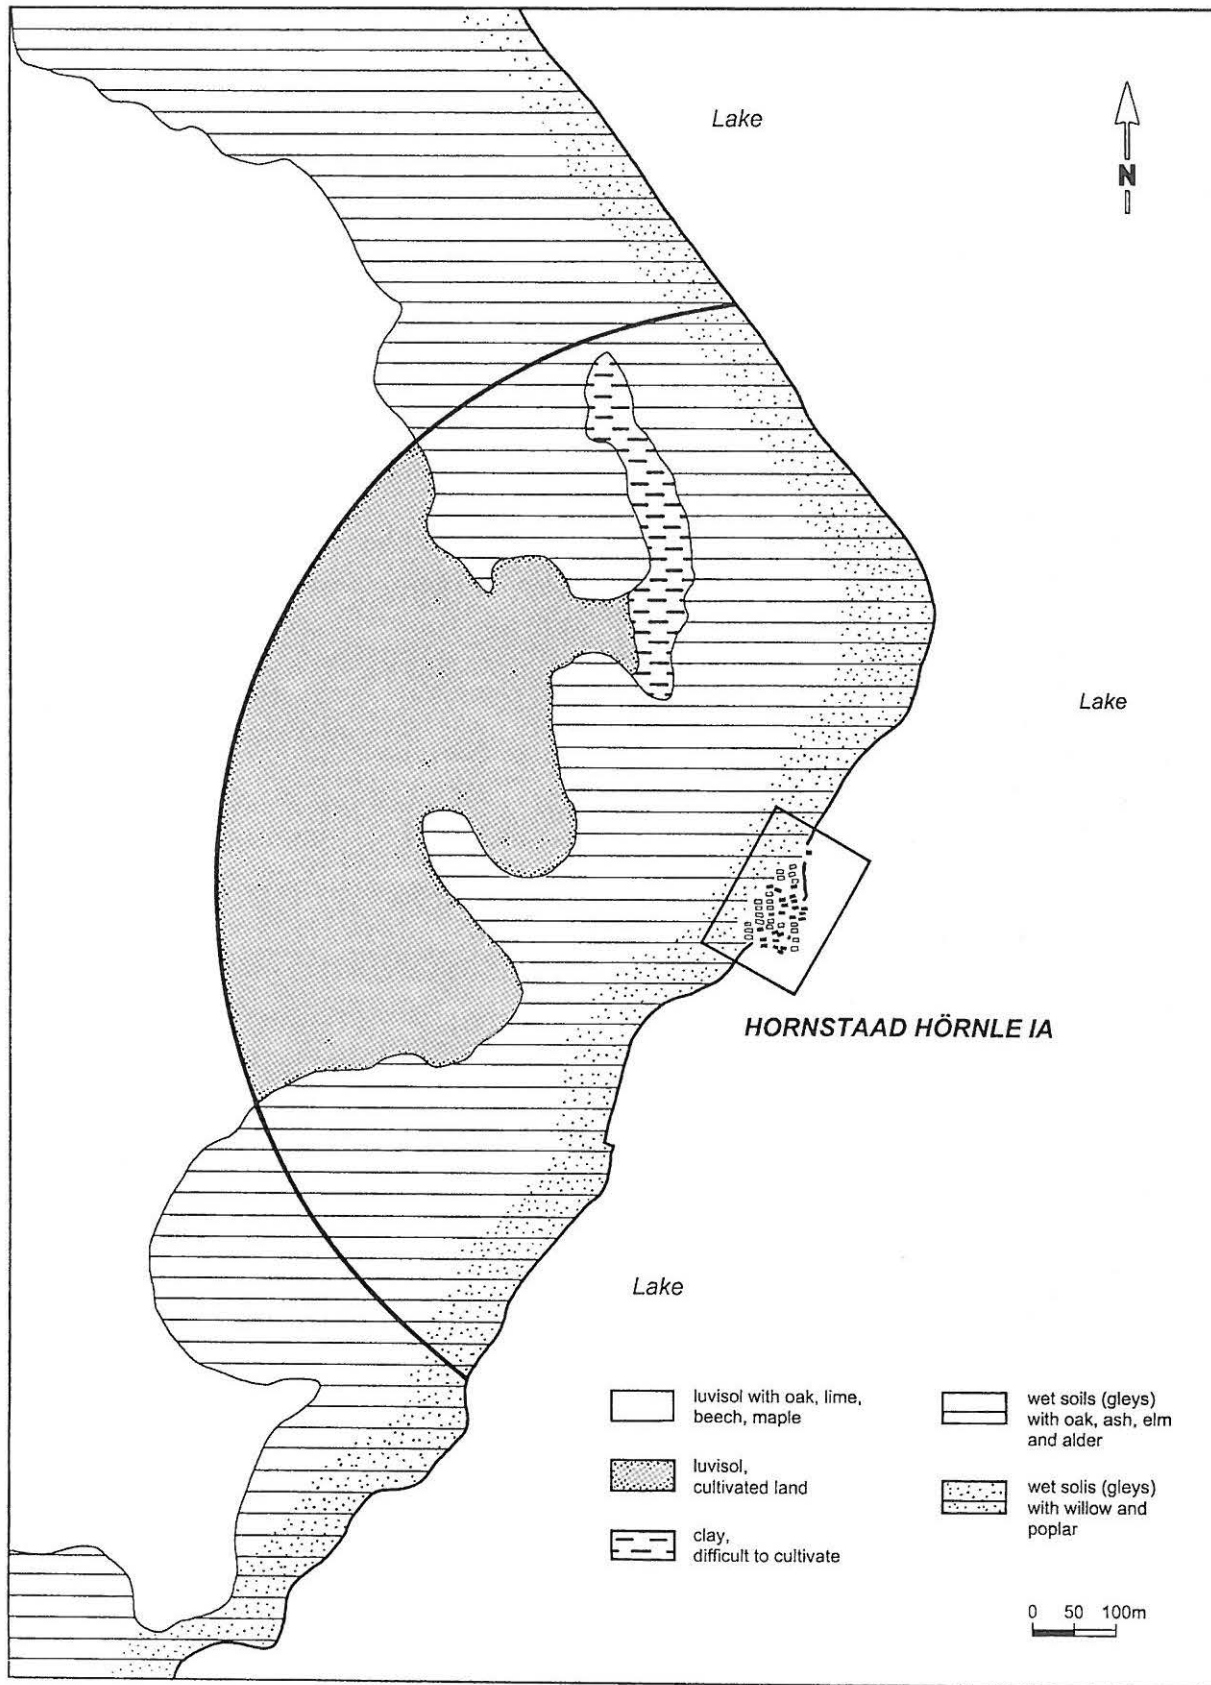 Lake
N
Lake
HORNSTAAD HÖRNLE IA
Lake
luvisol with oak, lime,
beech, maple
luvisol,
cultivated land
clay,
difficult to cultivate
wet soils (gleys)
with oak, ash, elm
and alder
wet solis (gleys)
with willow and
poplar
0 50 100m